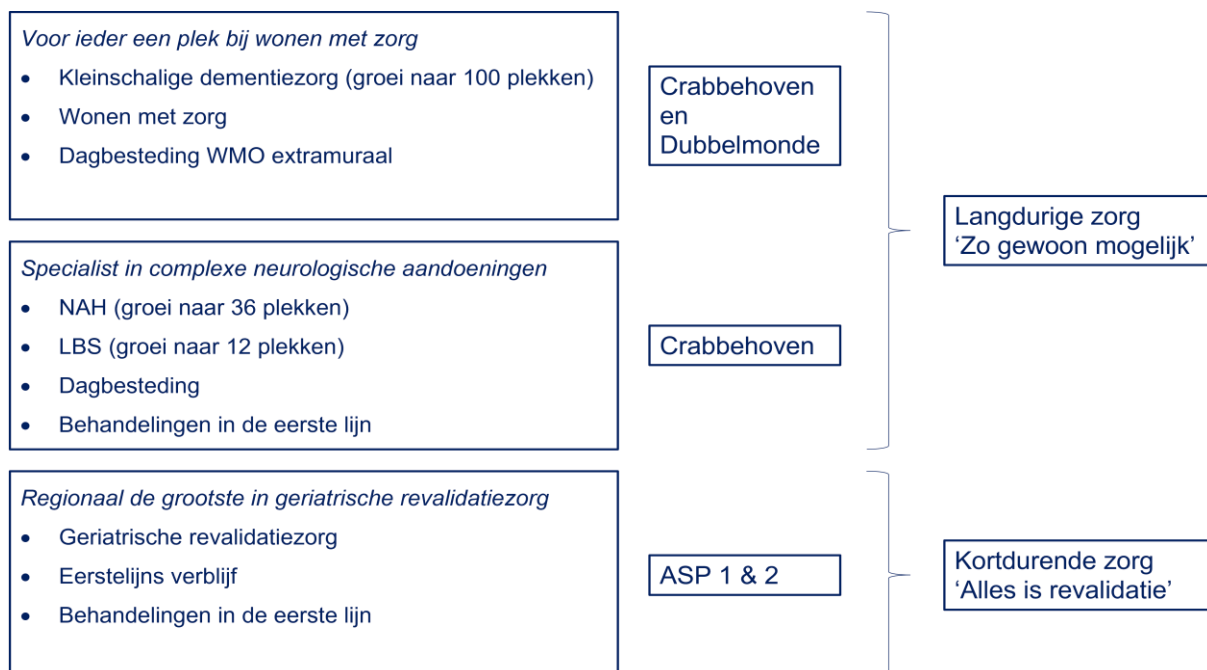 Voor ieder een plek bij wonen met zorg
• Kleinschalige dementiezorg (groei naar 100 plekken)
• Wonen met zorg
• Dagbesteding WMO extramuraal
Crabbehoven
en
Dubbelmonde
Specialist in complexe neurologische aandoeningen
• NAH (groei naar 36 plekken)
• LBS (groei naar 12 plekken)
• Dagbesteding
• Behandelingen in de eerste lijn
Crabbehoven
Langdurige zorg
‘Zo gewoon mogelijk’
Regionaal de grootste in geriatrische revalidatiezorg
• Geriatrische revalidatiezorg
• Eerstelijns verblijf
• Behandelingen in de eerste lijn
ASP 1 & 2
Kortdurende zorg
‘Alles is revalidatie’